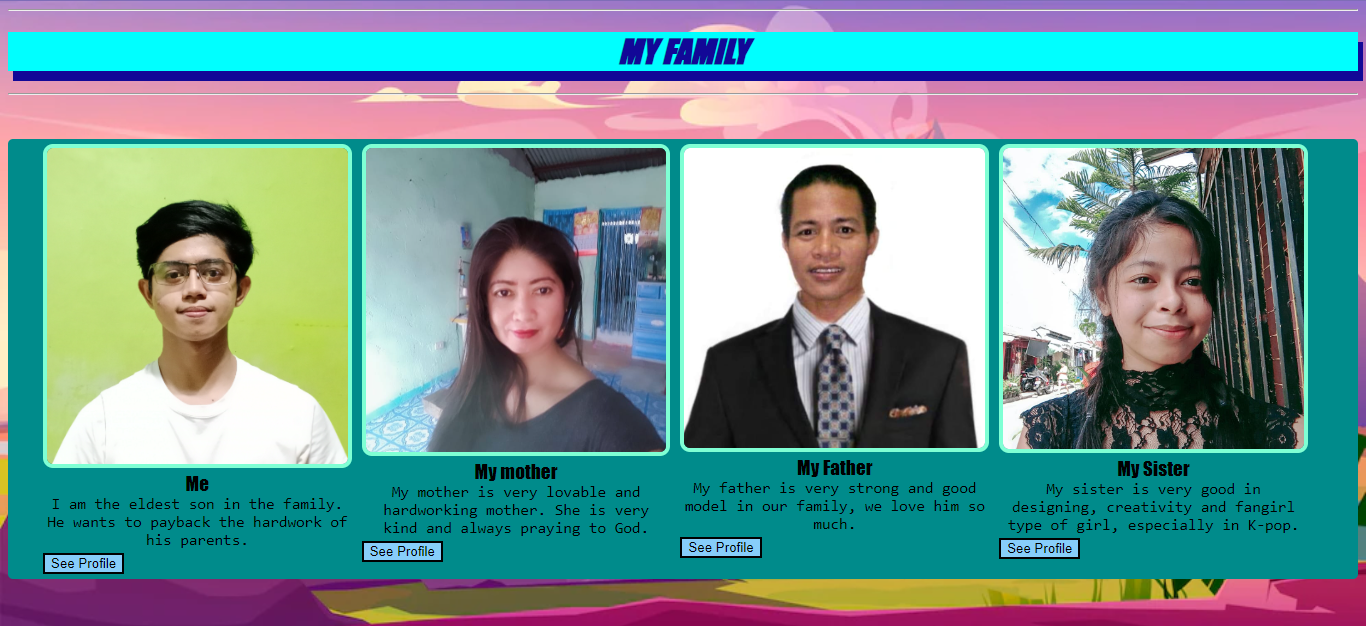 MY FAMILY
Me
I am the eldest son in the family.
He wants to payback the hardwork of
his parents.
See Profile
My mother
My mother is very lovable and
hardworking mother. She is very
kind and always praying to God.
See Profile
My Father
My father is very strong and good
model in our family, we love him so
much.
See Profile
My Sister
My sister is very good in
designing, creativity and fangirl
type of girl, especially in K-pop.
See Profile